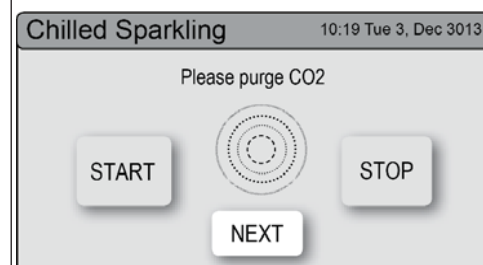 Chilled Sparkling 10:19 Tue 3, Dec 3013
Please purge CO2
START STOP
NEXT